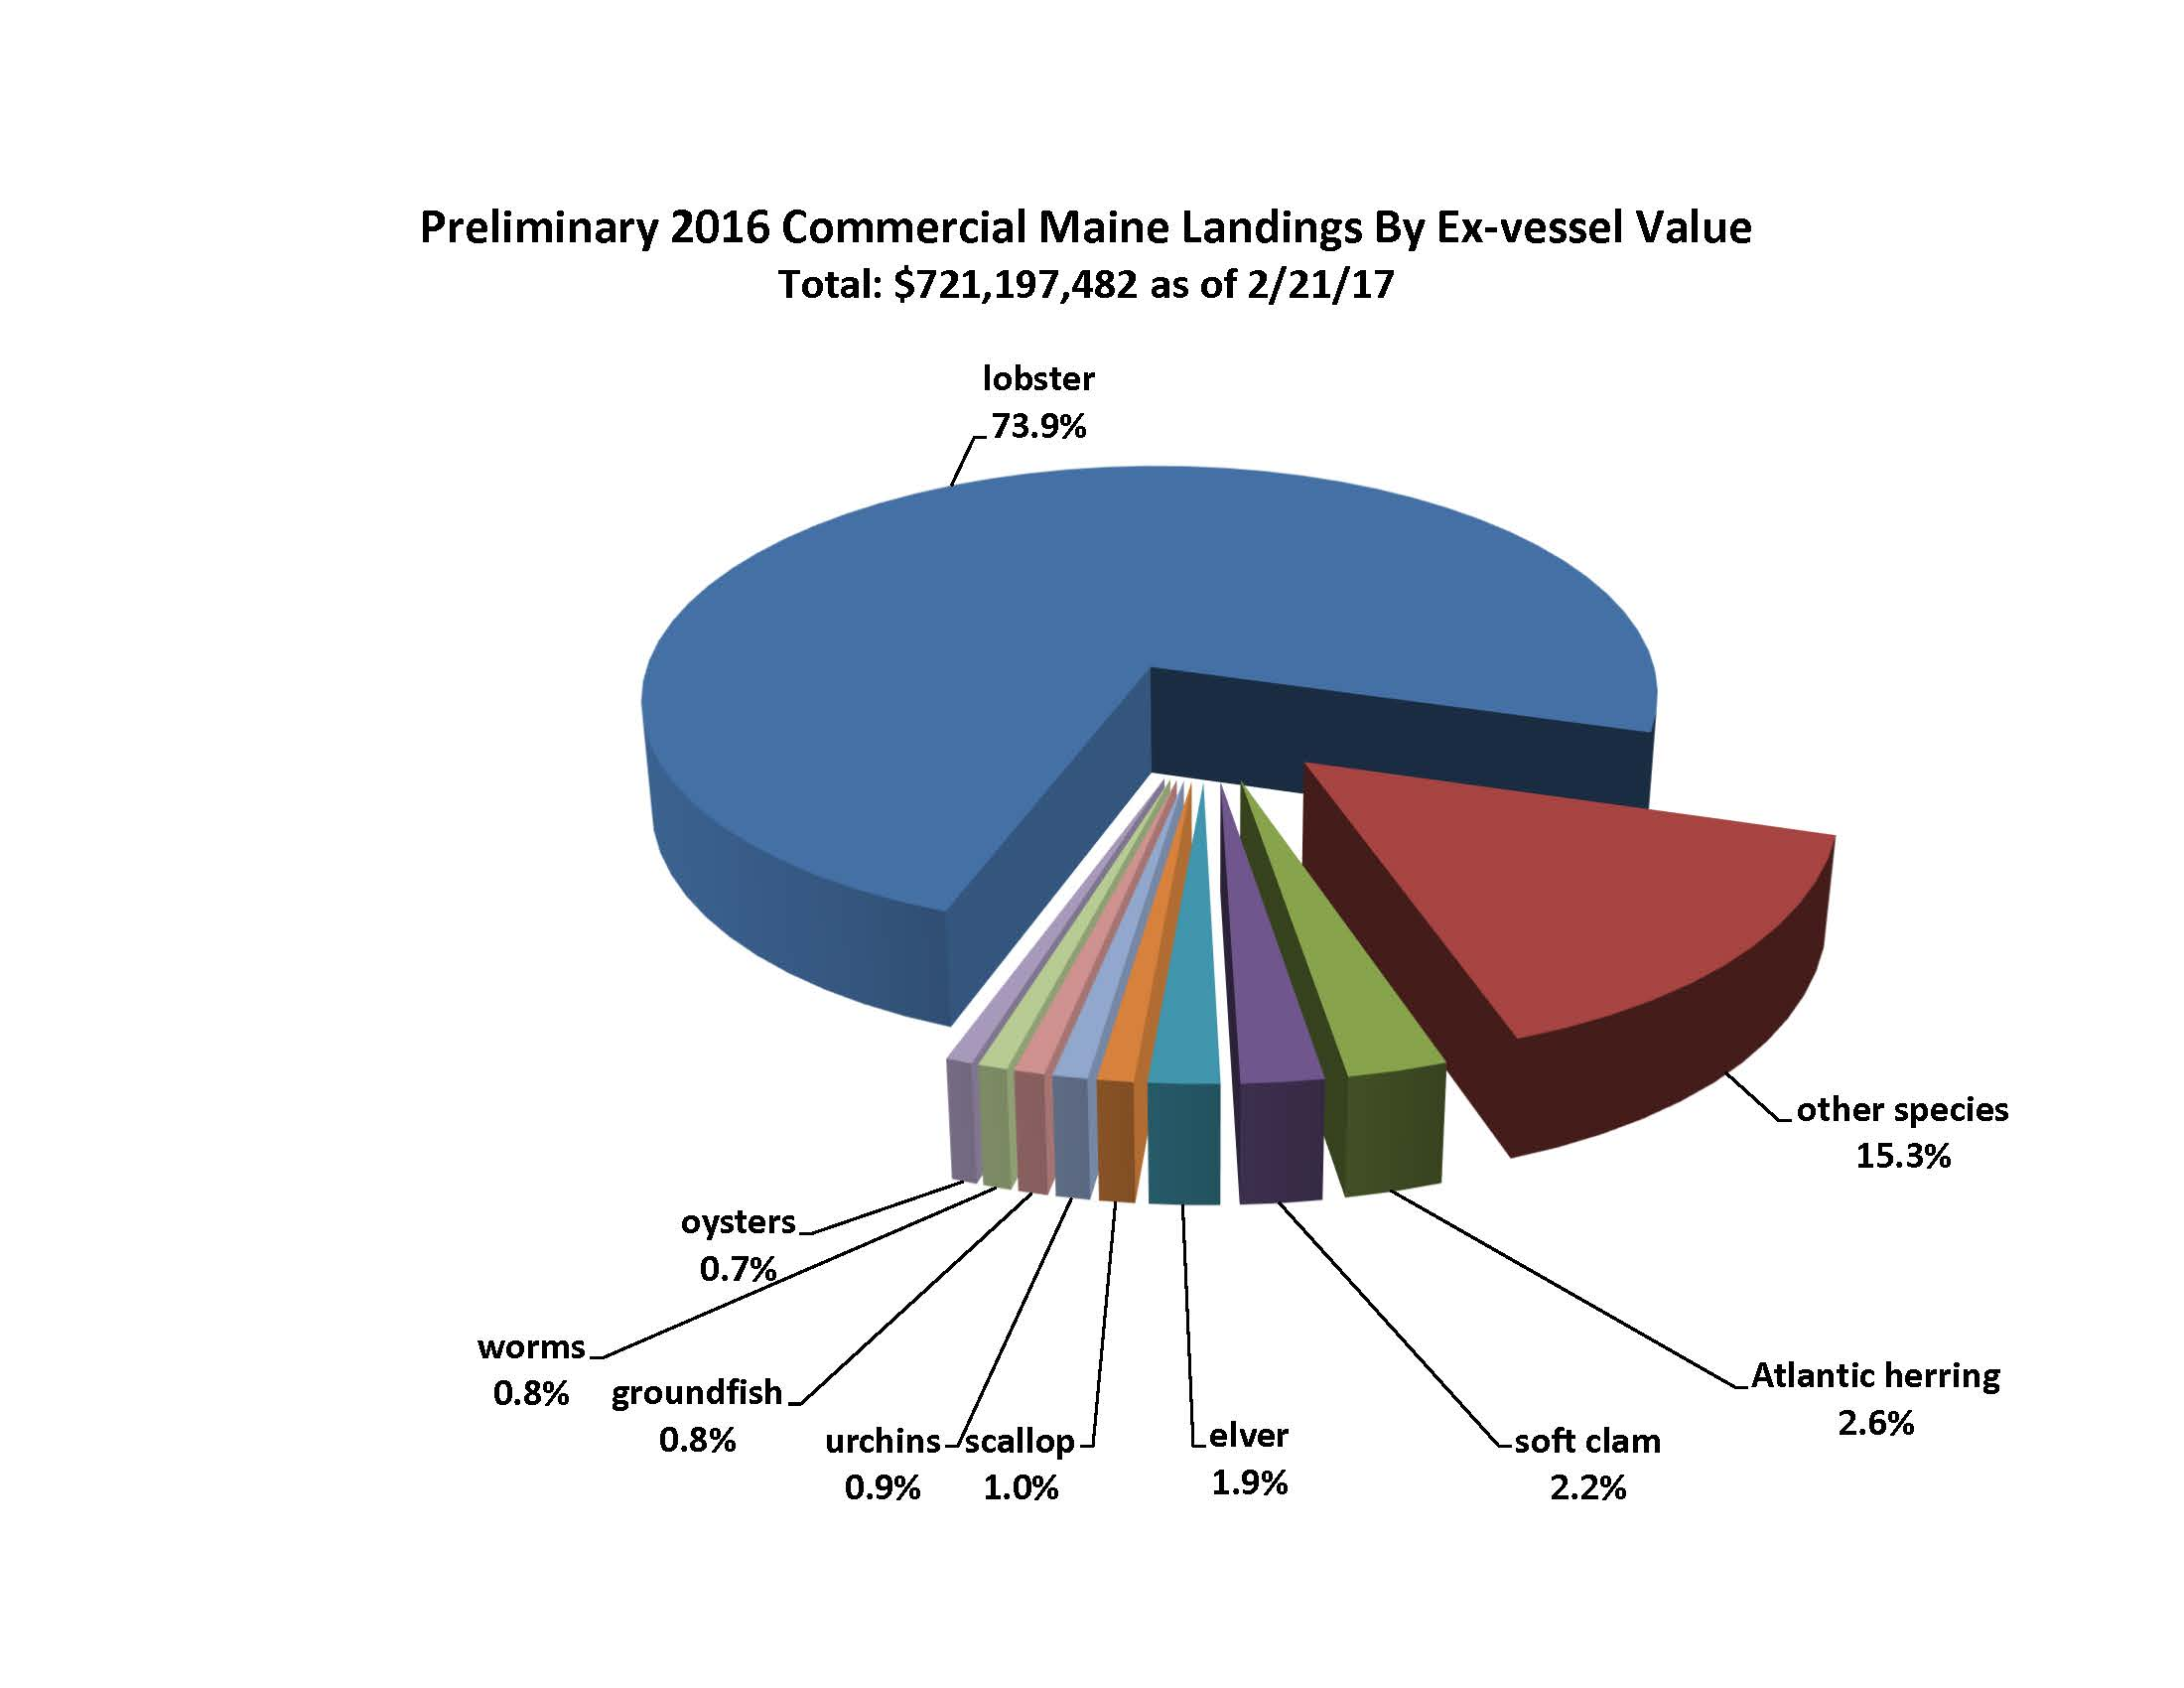 Preliminary 2016 Commercial Maine Landings By Ex-vessel Value
Total: $721,197,482 as of 2/21/17
lobster
73.9%
other species
15.3%
Atlantic herring
2.6%
soft clam
2.2%
elver
1.9%
scallop
1.0%
urchins
0.9%
groundfish
0.8%
worms
0.8%
oysters
0.7%